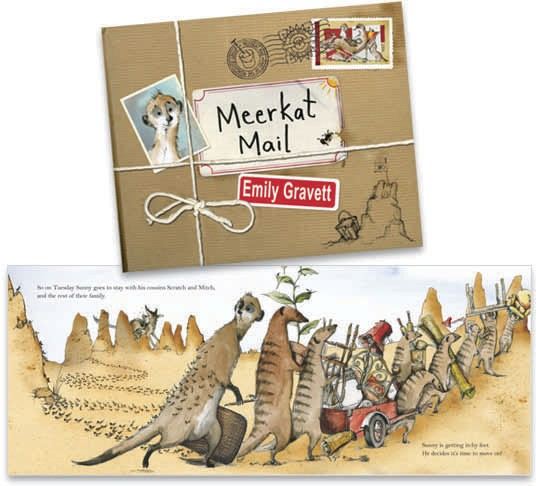 Meerkat
Mail
Emily Gravett
So on Tuesday Sunny goes to stay with his cousins Scratch and Mitch,
and the rest of their family.
Sunny is getting itchy feet.
He decides it's time to move on!